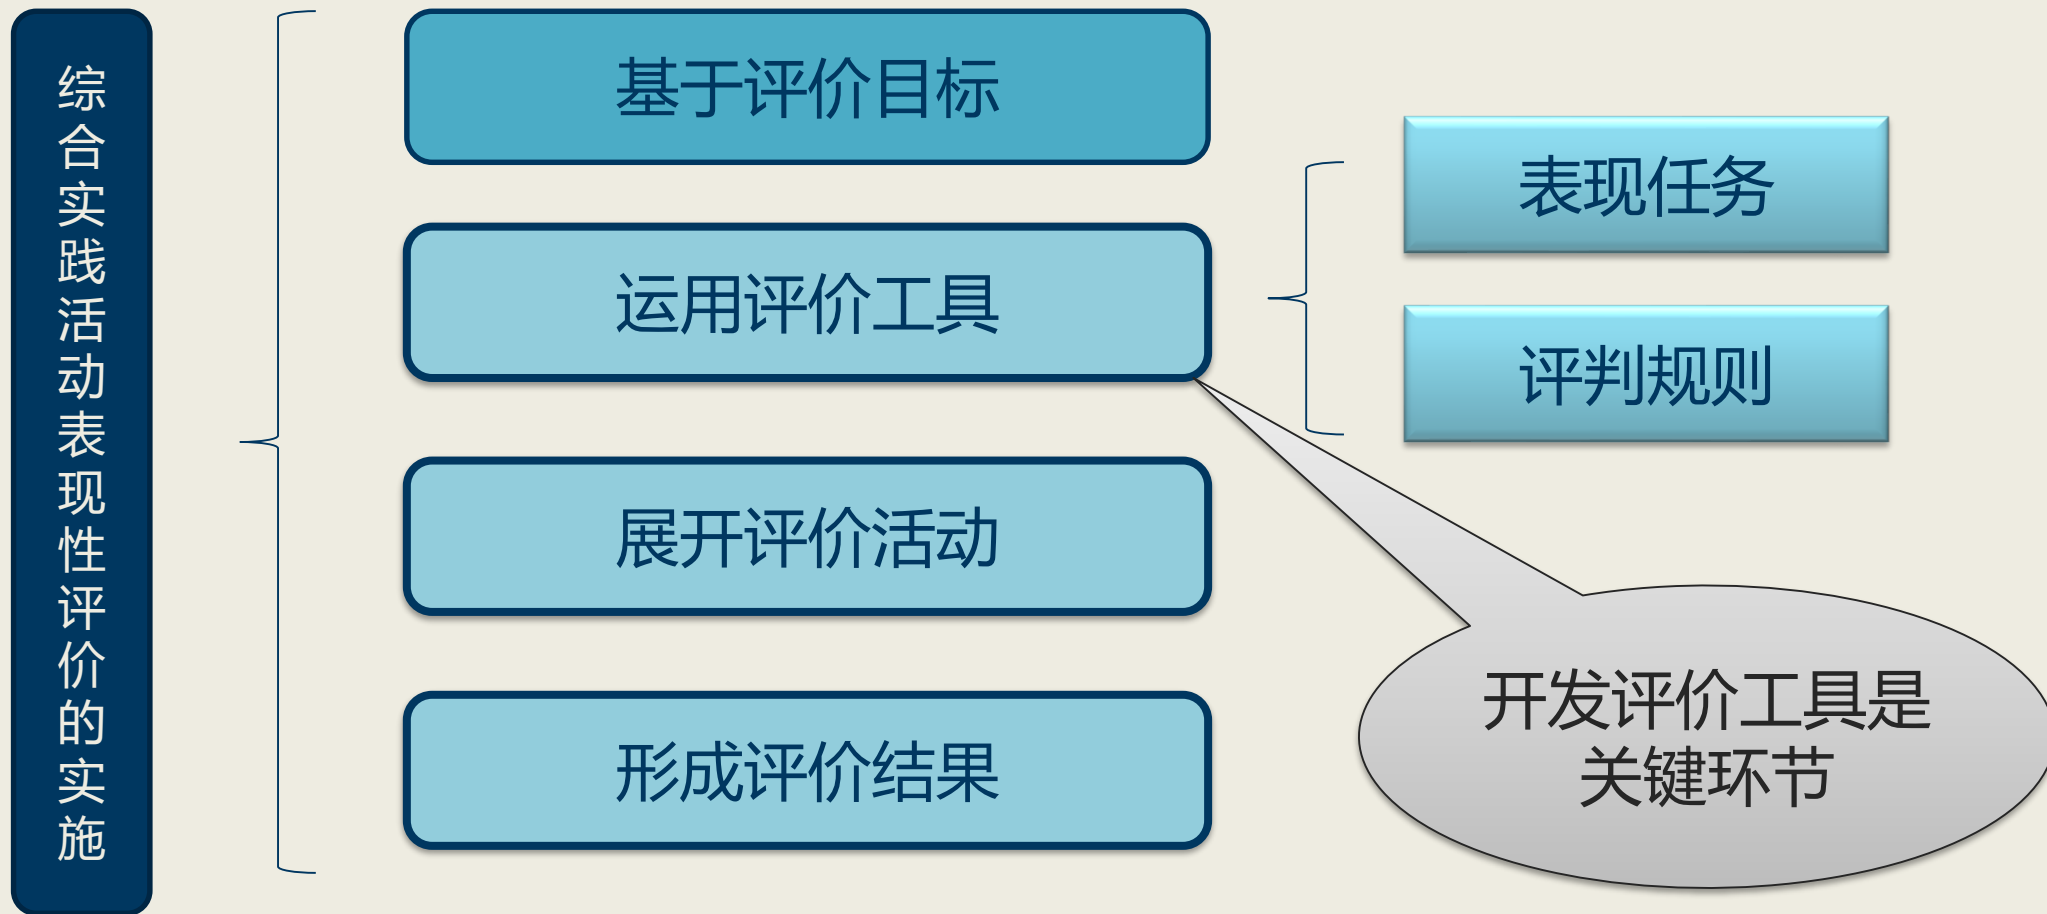 综合实践活动表现性评价的实施
基于评价目标
运用评价工具
表现任务
评判规则
展开评价活动
形成评价结果
开发评价工具是
关键环节